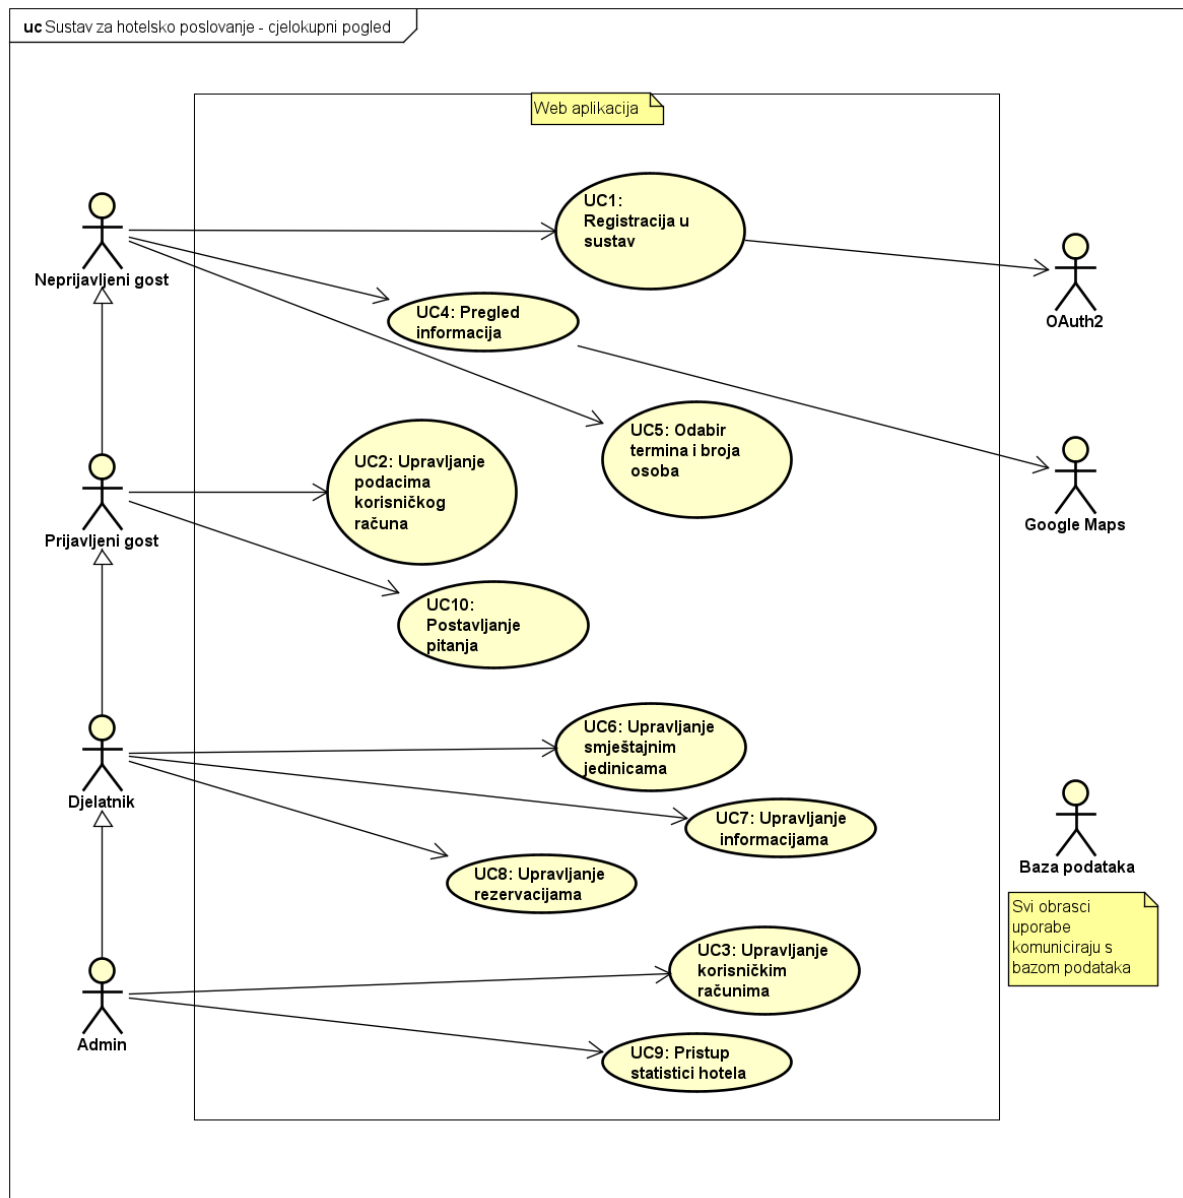 uc Sustav za hotelsko poslovanje - cjelokupni pogled
Web aplikacija
UC1:
Registracija u
sustav
Neprijavljeni gost
OAuth2
UC4: Pregled
informacija
UC5: Odabir
termina i broja
osoba
UC2: Upravljanje
podacima
korisničkog
računa
Google Maps
Prijavljeni gost
UC10:
Postavljanje
pitanja
UC6: Upravljanje
smještajnim
jedinicama
Djelatnik
UC7: Upravljanje
informacijama
UC8: Upravljanje
rezervacijama
Baza podataka
Svi obrasci
uporabe
komuniciraju s
bazom podataka
UC3: Upravljanje
korisničkim
računima
Admin
UC9: Pristup
statistici hotela